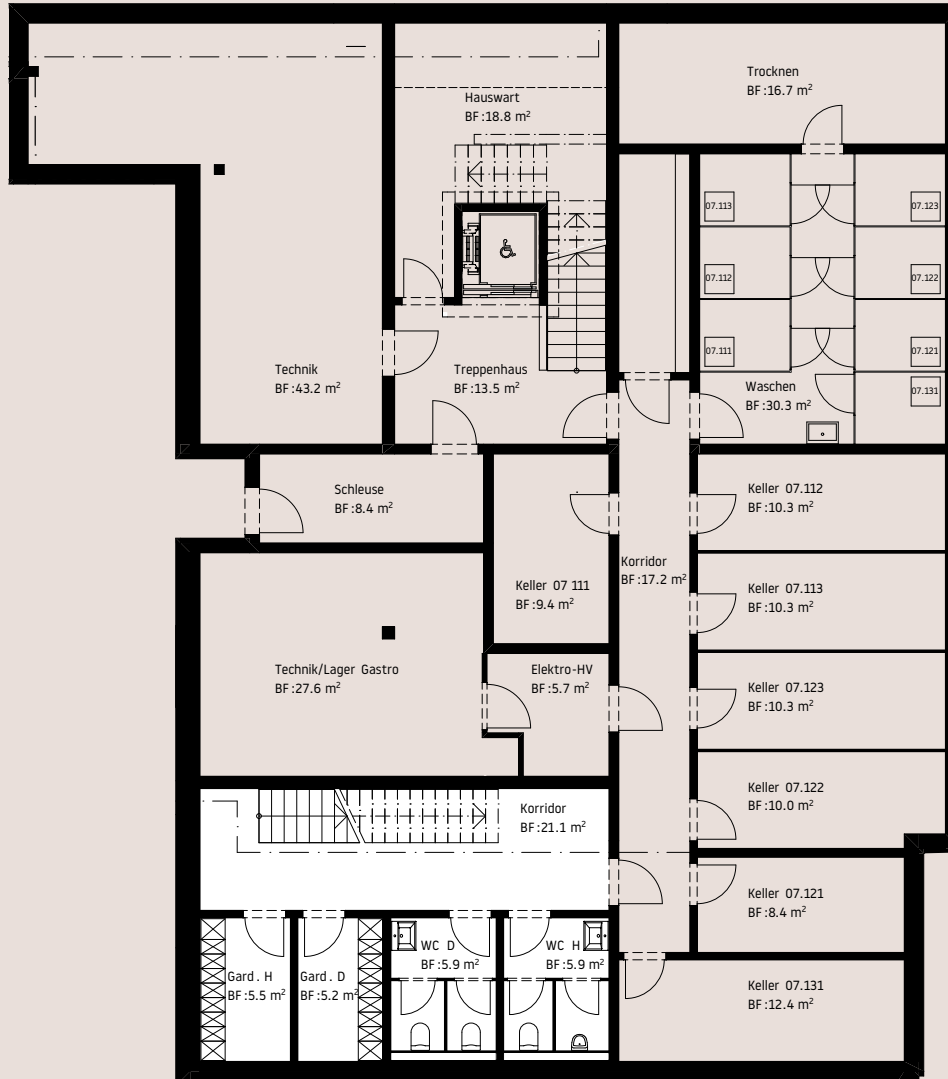 Trocknen
BF :16.7 m²
Hauswart
BF :18.8 m²
07.113
07.123
07.112
07.122
07.111
07.121
07.131
Technik
BF :43.2 m²
Treppenhaus
BF :13.5 m²
Waschen
BF :30.3 m²
Schleuse
BF :8.4 m²
Keller 07.112
BF :10.3 m²
Korridor
BF :17.2 m²
Keller 07 111
BF :9.4 m²
Keller 07.113
BF :10.3 m²
Technik/Lager Gastro
BF :27.6 m²
Elektro-HV
BF :5.7 m²
Keller 07.123
BF :10.3 m²
Keller 07.122
BF :10.0 m²
Korridor
BF :21.1 m²
Keller 07.121
BF :8.4 m²
WC D
BF :5.9 m²
WC H
BF :5.9 m²
Gard. H
BF :5.5 m²
Gard. D
BF :5.2 m²
Keller 07.131
BF :12.4 m²